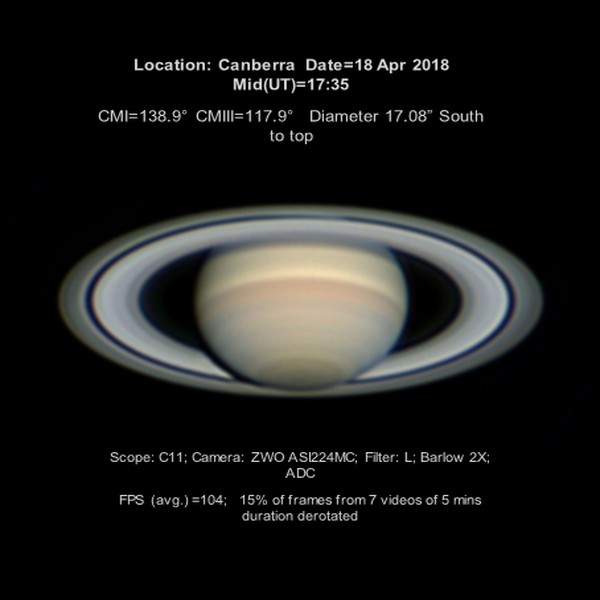 Location: Canberra Date=18 Apr 2018
Mid(UT)=17:35
CMI=138.9° CMIII=117.9° Diameter 17.08” South
to top
Scope: C11; Camera: ZWO ASI224MC; Filter: L; Barlow 2X;
ADC
FPS (avg.) =104; 15% of frames from 7 videos of 5 mins
duration derotated